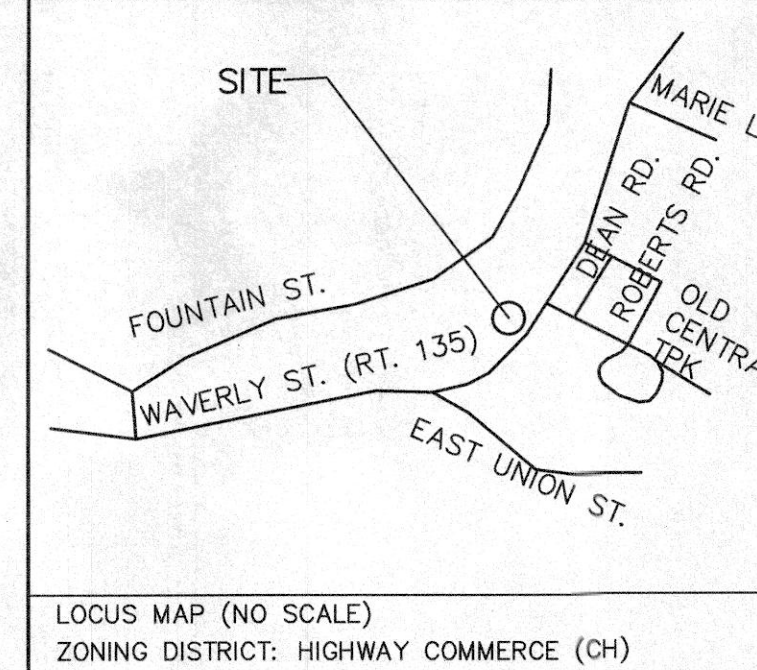 SITE
MARIE L
DEAN RD.
ROBERTS RD.
OLD
CENTRA
TPK
FOUNTAIN ST.
WAVERLY ST. (RT. 135)
EAST UNION ST.
LOCUS MAP (NO SCALE)
ZONING DISTRICT: HIGHWAY COMMERCE (CH)